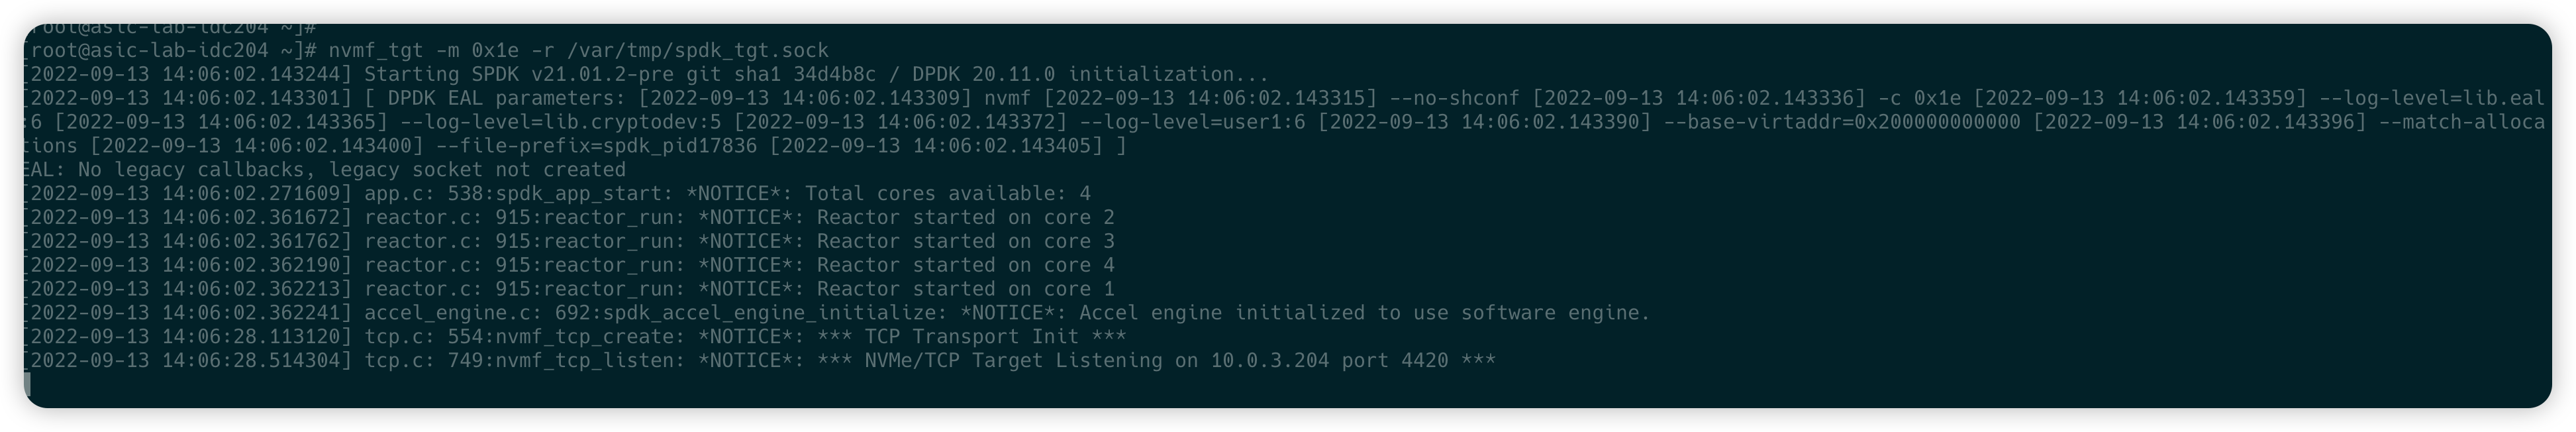 root@asic-lab-idc204 ~]#
[root@asic-lab-idc204 ~]# nvmf_tgt -m 0x1e -r /var/tmp/spdk_tgt.sock
[2022-09-13 14:06:02.143244] Starting SPDK v21.01.2-pre git sha1 34d4b8c / DPDK 20.11.0 initialization...
[2022-09-13 14:06:02.143301] [ DPDK EAL parameters: [2022-09-13 14:06:02.143309] nvmf [2022-09-13 14:06:02.143315] --no-shconf [2022-09-13 14:06:02.143336] -c 0x1e [2022-09-13 14:06:02.143359] --log-level=lib.eal
:6 [2022-09-13 14:06:02.143365] --log-level=lib.cryptodev:5 [2022-09-13 14:06:02.143372] --log-level=user1:6 [2022-09-13 14:06:02.143390] --base-virtaddr=0x200000000000 [2022-09-13 14:06:02.143396] --match-alloca
tions [2022-09-13 14:06:02.143400] --file-prefix=spdk_pid17836 [2022-09-13 14:06:02.143405] ]
EAL: No legacy callbacks, legacy socket not created
[2022-09-13 14:06:02.271609] app.c: 538:spdk_app_start: *NOTICE*: Total cores available: 4
[2022-09-13 14:06:02.361672] reactor.c: 915:reactor_run: *NOTICE*: Reactor started on core 2
[2022-09-13 14:06:02.361762] reactor.c: 915:reactor_run: *NOTICE*: Reactor started on core 3
[2022-09-13 14:06:02.362190] reactor.c: 915:reactor_run: *NOTICE*: Reactor started on core 4
[2022-09-13 14:06:02.362213] reactor.c: 915:reactor_run: *NOTICE*: Reactor started on core 1
[2022-09-13 14:06:02.362241] accel_engine.c: 692:spdk_accel_engine_initialize: *NOTICE*: Accel engine initialized to use software engine.
[2022-09-13 14:06:28.113120] tcp.c: 554:nvmf_tcp_create: *NOTICE*: *** TCP Transport Init ***
[2022-09-13 14:06:28.514304] tcp.c: 749:nvmf_tcp_listen: *NOTICE*: *** NVMe/TCP Target Listening on 10.0.3.204 port 4420 ***